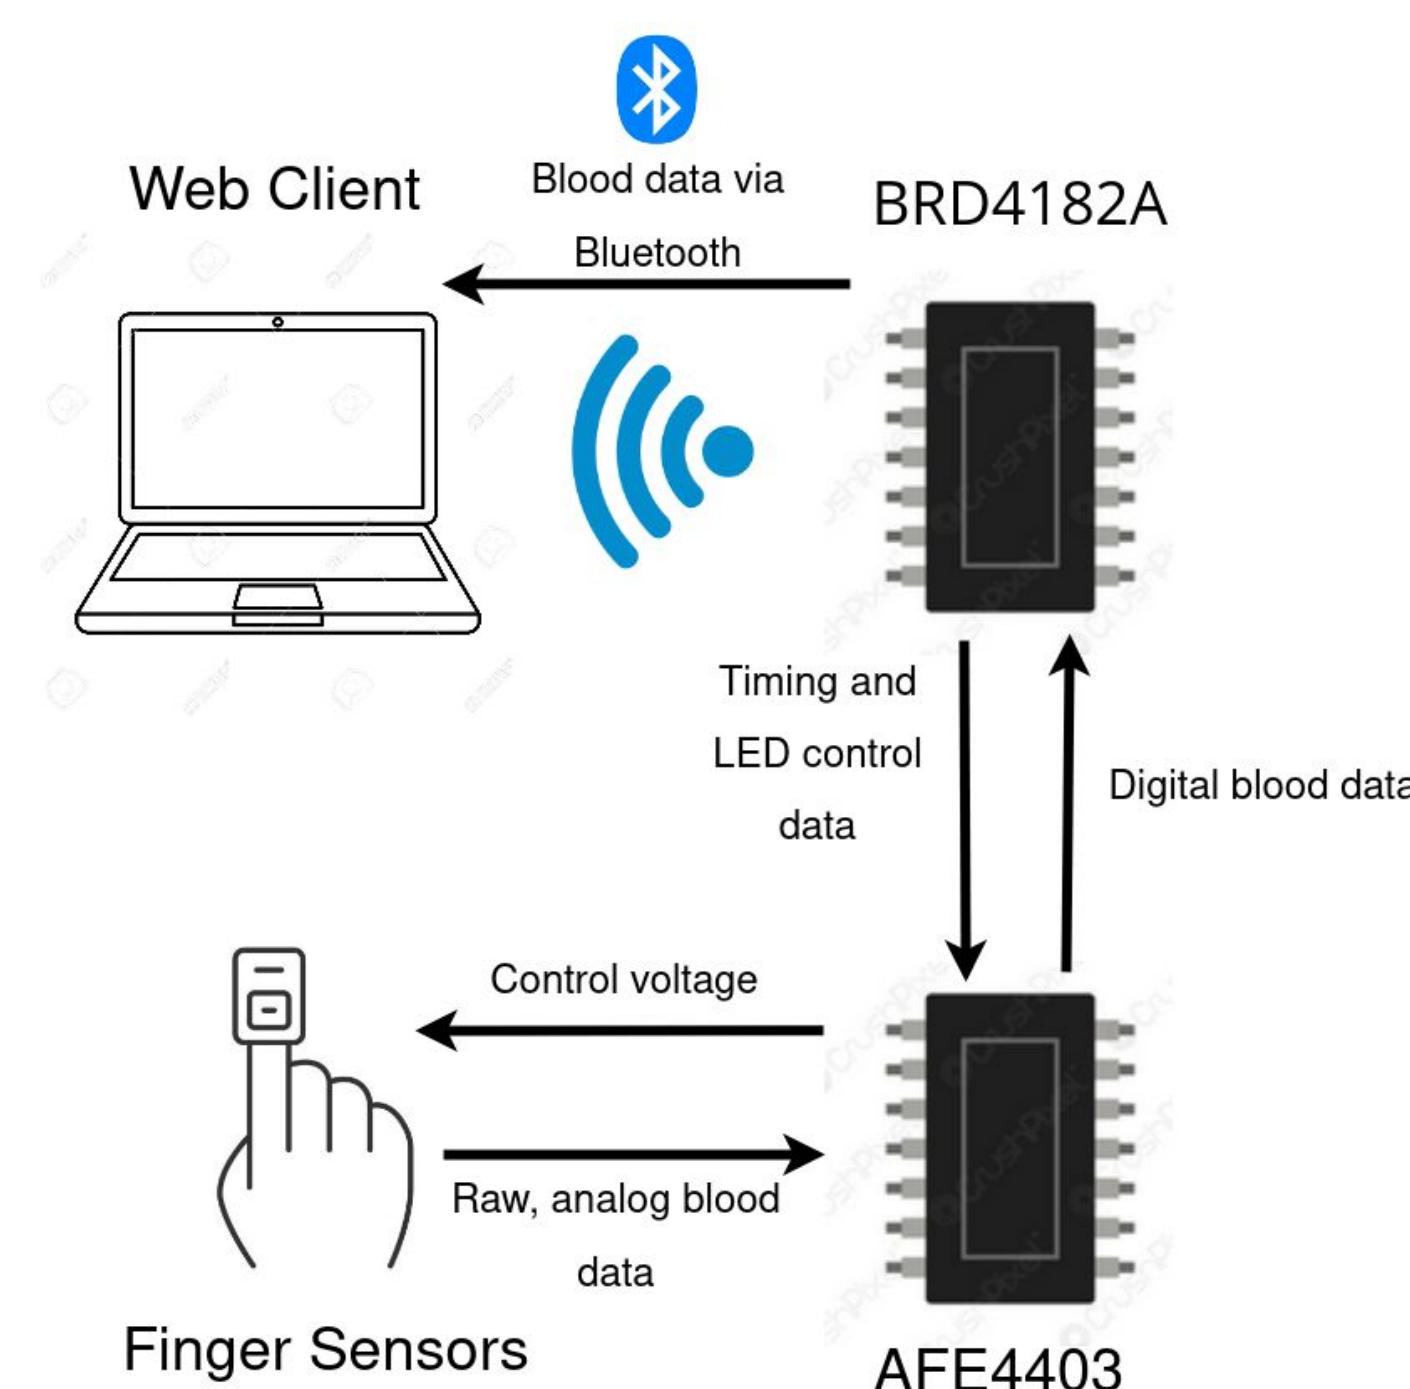 Web Client
Blood data via
Bluetooth
BRD4182A
Timing and
LED control
data
Digital blood data
Control voltage
Raw, analog blood
data
Finger Sensors
AFE4403